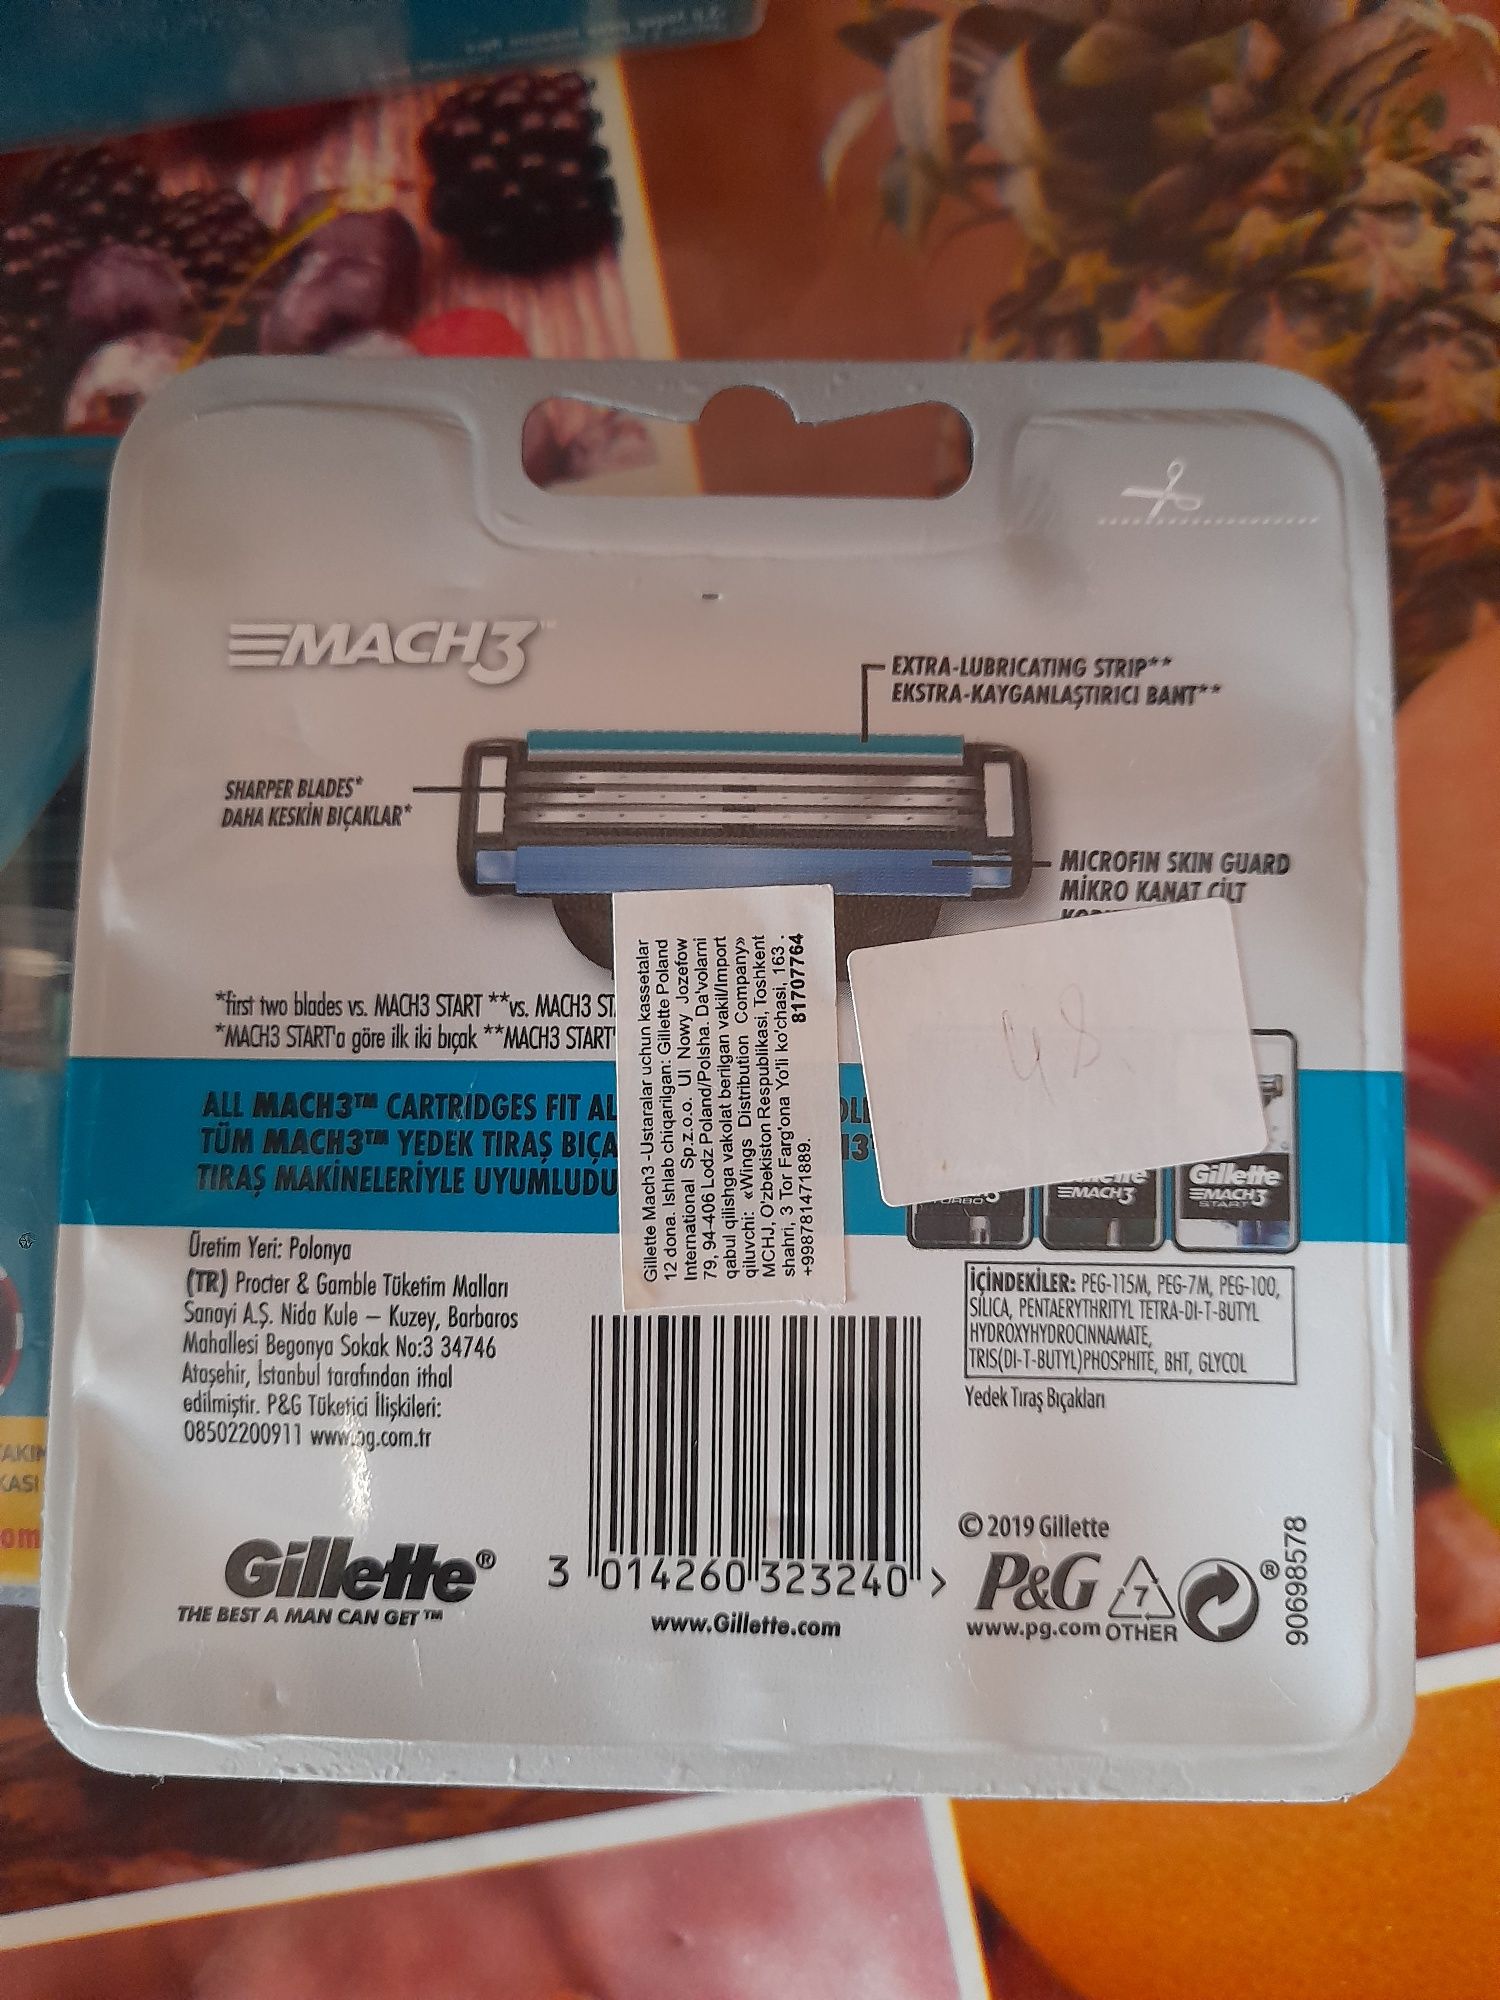 MACH3™
EXTRA-LUBRICATING STRIP**
EKSTRA-KAYGANLAŞTIRICI BANT**
SHARPER BLADES*
DAHA KESKİN BIÇAKLAR*
MICROFIN SKIN GUARD
MİKRO KANAT CİLT
*first two blades vs. MACH3 START **vs. MACH3
*MACH3 START'a göre ilk iki bıçak **MACH3 START'
ALL MACH3™ CARTRIDGES FIT
TÜM MACH3™ YEDEK TIRAŞ
TIRAŞ MAKİNELERİYLE
Gillette Mach3 -Ustaralar uchun kassetalar
12 dona. Ishlab chiqarilgan: Gillette Poland
International Sp.z.o.o. Ul Nowy Jozefow
79, 94-406 Lodz Poland/Polsha. Da'volarni
qabul qilishga vakolat berilgan vakil/Import
qiluvchi: «Wings Distribution Company»
MCHJ, O'zbekiston Respublikasi, Toshkent
shahri, 3 Tor Farg'ona Yo'li ko'chasi, 163 .
+998781471889. 81707764
MACH3
Gillette
MACH3
START
Üretim Yeri: Polonya
(TR) Procter & Gamble Tüketim Malları
Sanayi A.Ş. Nida Kule – Kuzey, Barbaros
Mahallesi Begonya Sokak No:3 34746
Ataşehir, İstanbul tarafından ithal
edilmiştir. P&G Tüketici İlişkileri:
08502200911 www.pg.com.tr
İÇİNDEKİLER: PEG-115M, PEG-7M, PEG-100,
SILICA, PENTAERYTHRITYL TETRA-DI-T-BUTYL
HYDROXYHYDROCINNAMATE,
TRIS(DI-T-BUTYL)PHOSPHITE, BHT, GLYCOL
Yedek Tıraş Bıçakları
Gillette®
THE BEST A MAN CAN GET™
3 014260 323240 >
www.Gillette.com
© 2019 Gillette
P&G
www.pg.com
7
OTHER
®
90698578